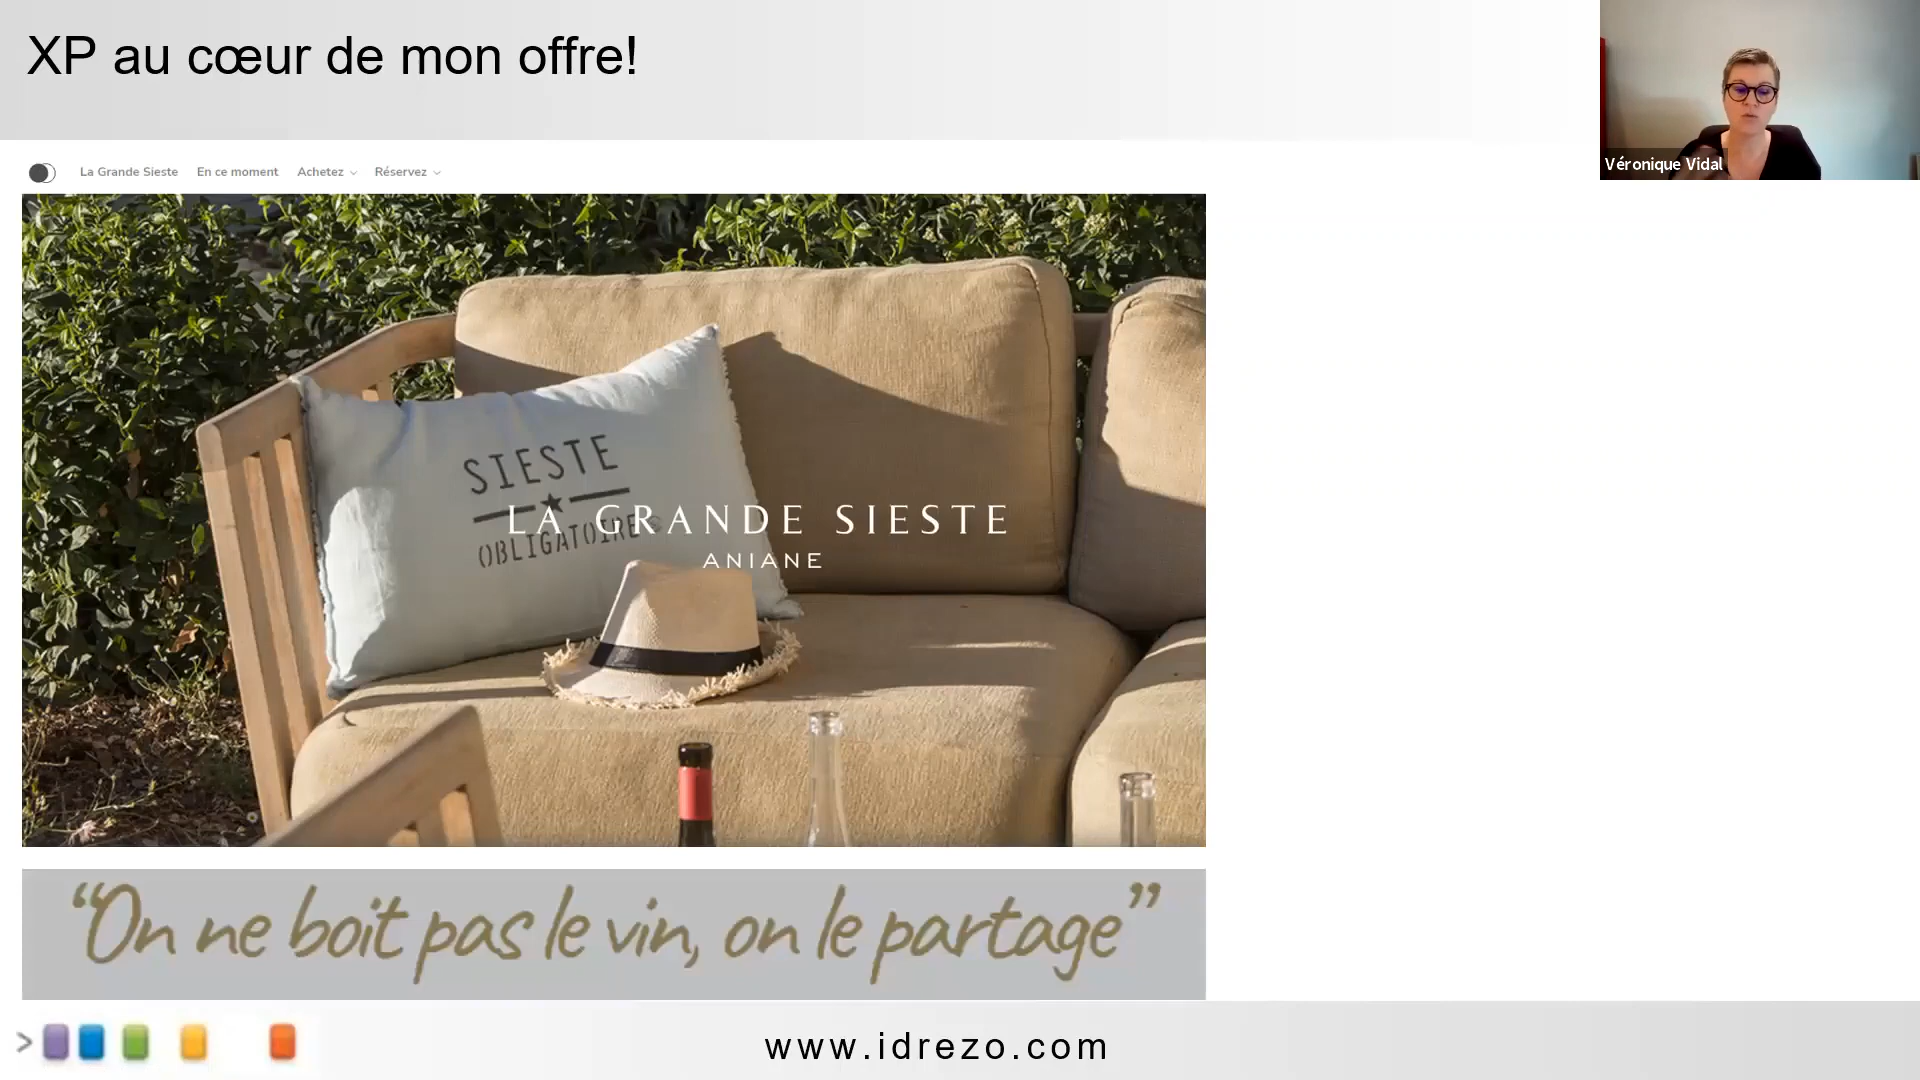 XP au cœur de mon offre!
Véronique Vidal
La Grande Sieste En ce moment Achetez Réservez
SIESTE
OBLIGATOIRE
LA GRANDE SIESTE
ANIANE
“On ne boit pas le vin, on le partage”
>
www.idrezo.com